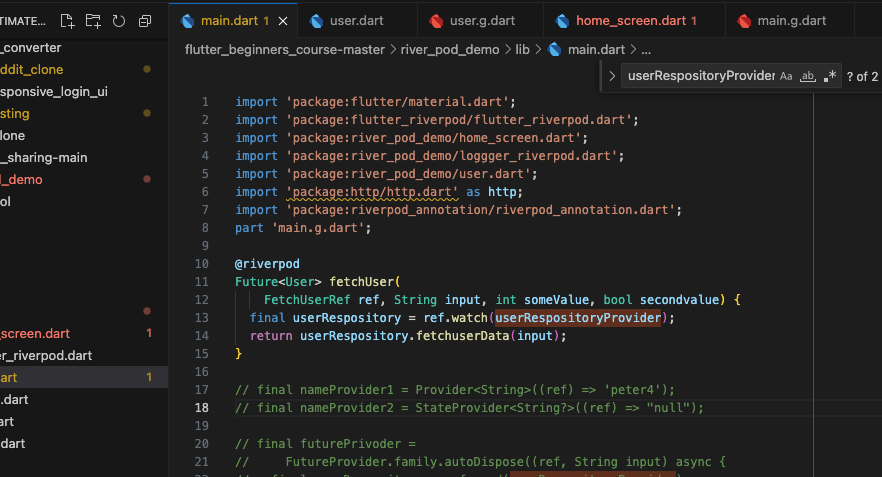 TIMATE...
main.dart 1
user.dart
user.g.dart
home_screen.dart 1
main.g.dart
flutter_beginners_course-master > river_pod_demo > lib > main.dart > ...
userRespositoryProvider Aa ab .* ? of 2
_converter
ddit_clone
sponsive_login_ui
sting
lone
_sharing-main
d_demo
ol
screen.dart 1
er_riverpod.dart
art 1
.dart
art
dart
1 import 'package:flutter/material.dart';
2 import 'package:flutter_riverpod/flutter_riverpod.dart';
3 import 'package:river_pod_demo/home_screen.dart';
4 import 'package:river_pod_demo/loggger_riverpod.dart';
5 import 'package:river_pod_demo/user.dart';
6 import 'package:http/http.dart' as http;
7 import 'package:riverpod_annotation/riverpod_annotation.dart';
8 part 'main.g.dart';
9
10 @riverpod
11 Future<User> fetchUser(
12 FetchUserRef ref, String input, int someValue, bool secondvalue) {
13 final userRespository = ref.watch(userRespositoryProvider);
14 return userRespository.fetchuserData(input);
15 }
16
17 // final nameProvider1 = Provider<String>((ref) => 'peter4');
18 // final nameProvider2 = StateProvider<String?>((ref) => "null");
19
20 // final futurePrivoder =
21 // FutureProvider.family.autoDispose((ref, String input) async {